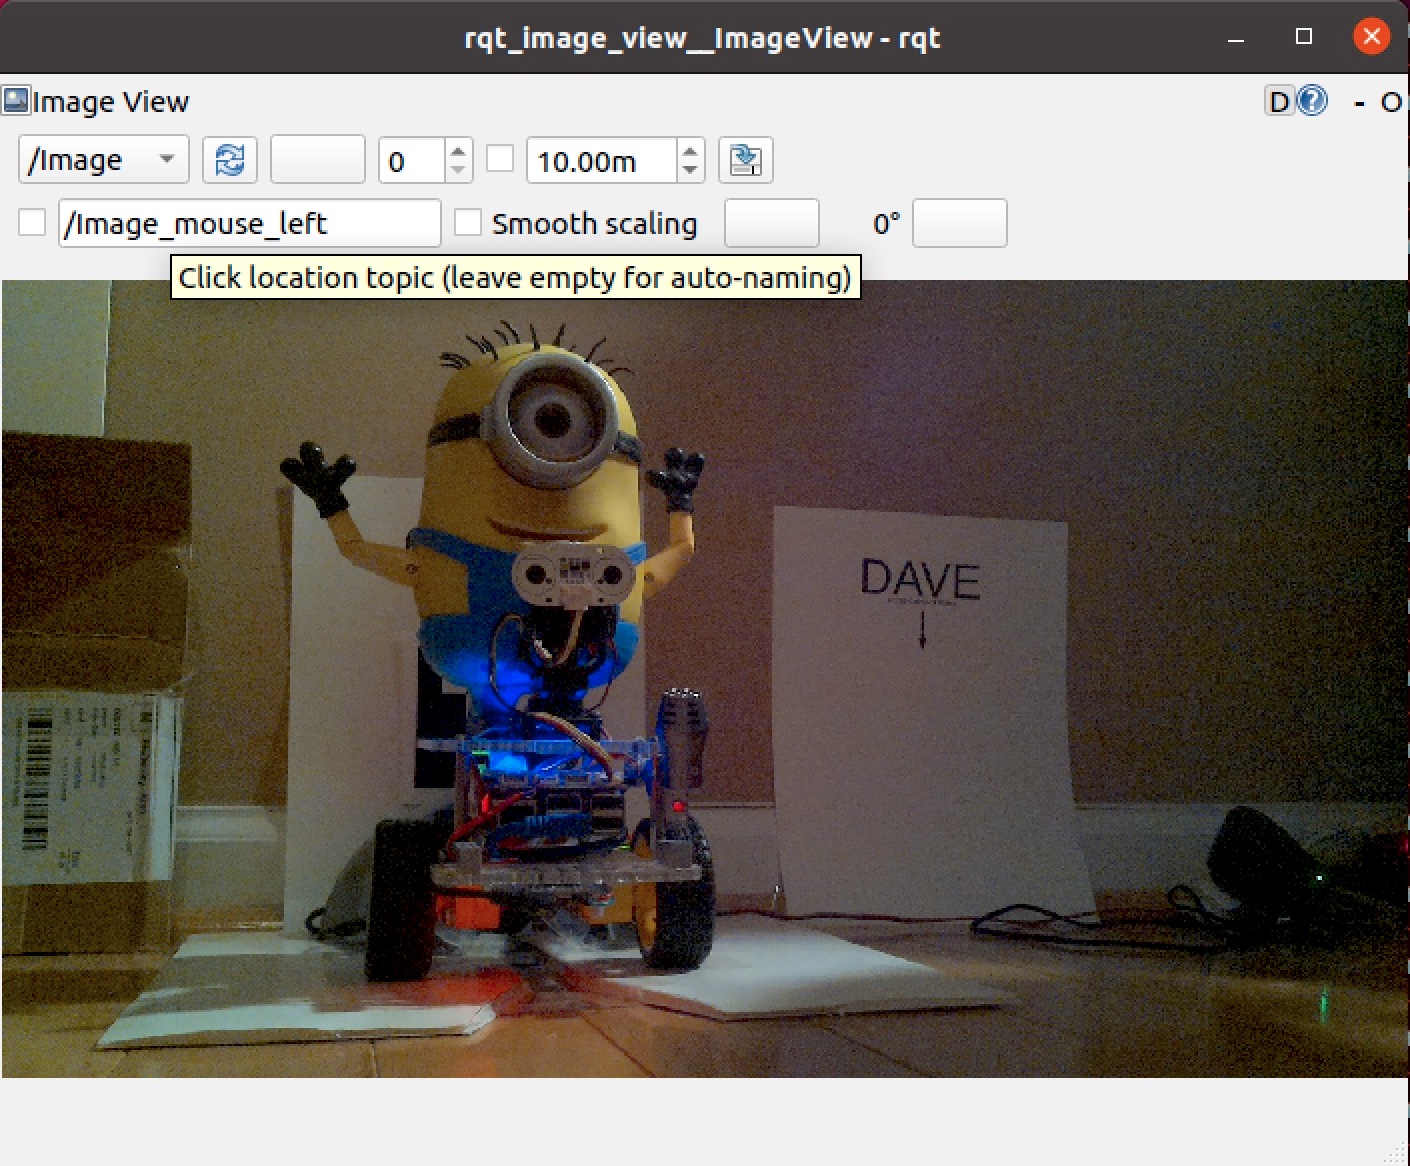 rqt_image_view__ImageView - rqt
Image View
D
- O
/Image
0
10.00m
/Image_mouse_left
Smooth scaling
0°
Click location topic (leave empty for auto-naming)
DAVE